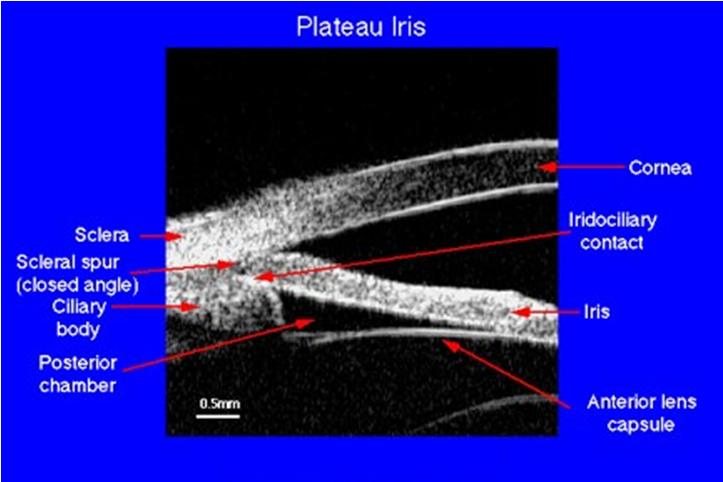 Plateau Iris
Cornea
Iridociliary
contact
Sclera
Scleral spur
(closed angle)
Ciliary
body
Iris
Posterior
chamber
0.5mm
Anterior lens
capsule